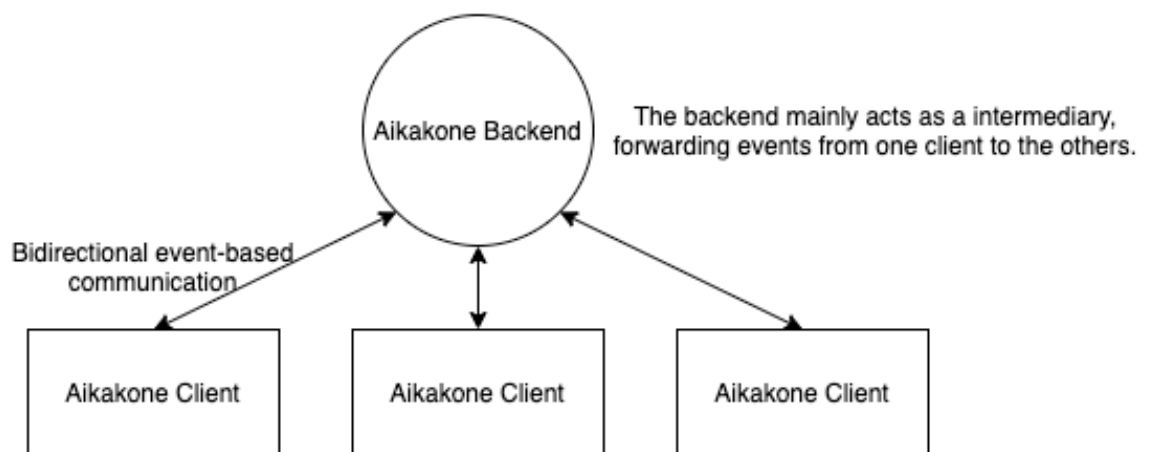 Aikakone Backend
The backend mainly acts as a intermediary,
forwarding events from one client to the others.
Bidirectional event-based
communication
Aikakone Client
Aikakone Client
Aikakone Client